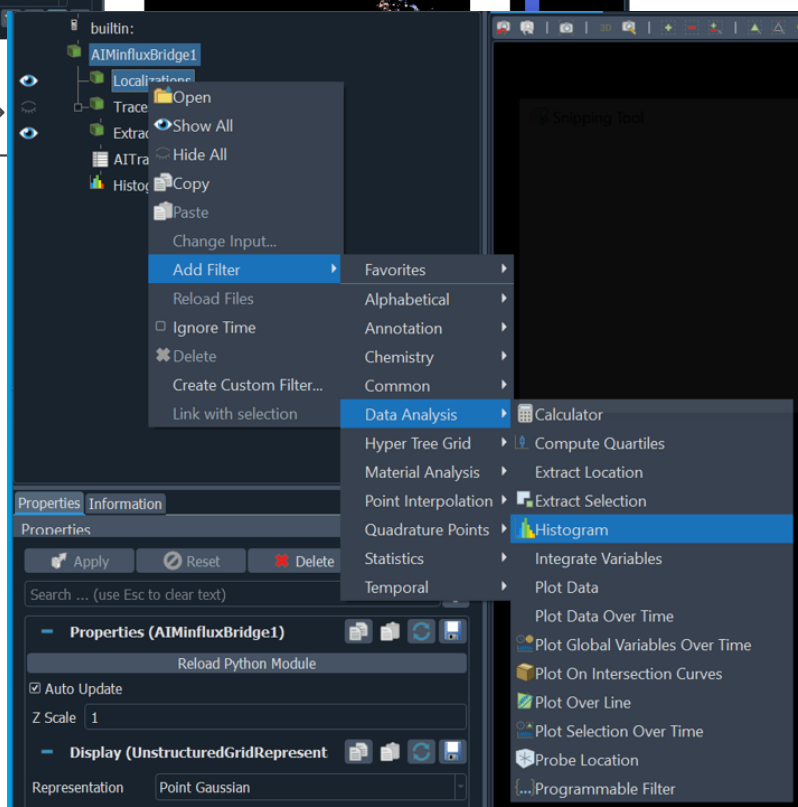 builtin:
AIMinfluxBridge1
Localizations
Trace
Extrac
AITra
Histog
Open
Show All
Hide All
Copy
Paste
Change Input...
Add Filter
Reload Files
Ignore Time
Delete
Create Custom Filter...
Link with selection
Favorites
Alphabetical
Annotation
Chemistry
Common
Data Analysis
Hyper Tree Grid
Material Analysis
Point Interpolation
Quadrature Points
Statistics
Temporal
Calculator
Compute Quartiles
Extract Location
Extract Selection
Histogram
Integrate Variables
Plot Data
Plot Data Over Time
Plot Global Variables Over Time
Plot On Intersection Curves
Plot Over Line
Plot Selection Over Time
Probe Location
{...}Programmable Filter
3D
Snipping Tool
Properties Information
Properties
Apply Reset Delete
Search ... (use Esc to clear text)
Properties (AIMinfluxBridge1)
Reload Python Module
Auto Update
Z Scale 1
Display (UnstructuredGridRepresent
Representation Point Gaussian